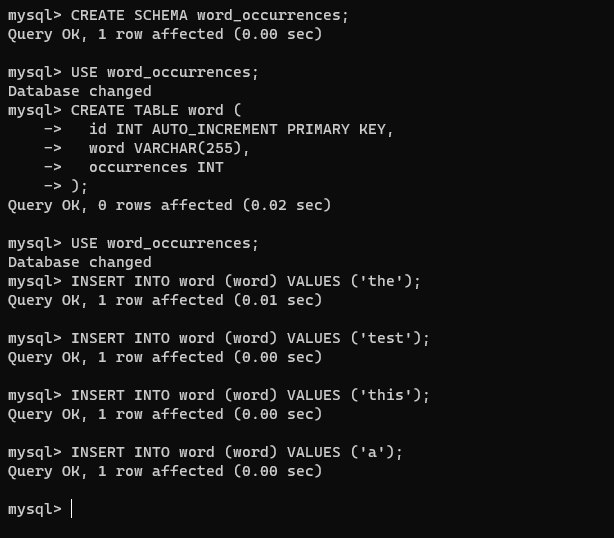 mysql> CREATE SCHEMA word_occurrences;
Query OK, 1 row affected (0.00 sec)
mysql> USE word_occurrences;
Database changed
mysql> CREATE TABLE word (
    ->   id INT AUTO_INCREMENT PRIMARY KEY,
    ->   word VARCHAR(255),
    ->   occurrences INT
    -> );
Query OK, 0 rows affected (0.02 sec)
mysql> USE word_occurrences;
Database changed
mysql> INSERT INTO word (word) VALUES ('the');
Query OK, 1 row affected (0.01 sec)
mysql> INSERT INTO word (word) VALUES ('test');
Query OK, 1 row affected (0.00 sec)
mysql> INSERT INTO word (word) VALUES ('this');
Query OK, 1 row affected (0.00 sec)
mysql> INSERT INTO word (word) VALUES ('a');
Query OK, 1 row affected (0.00 sec)
mysql>